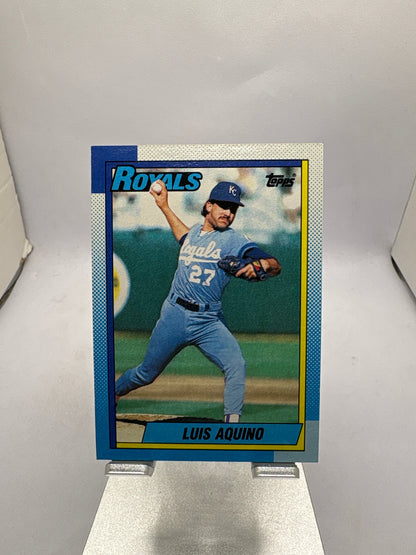 ROYALS
Topps
KC
Royals
27
LUIS AQUINO